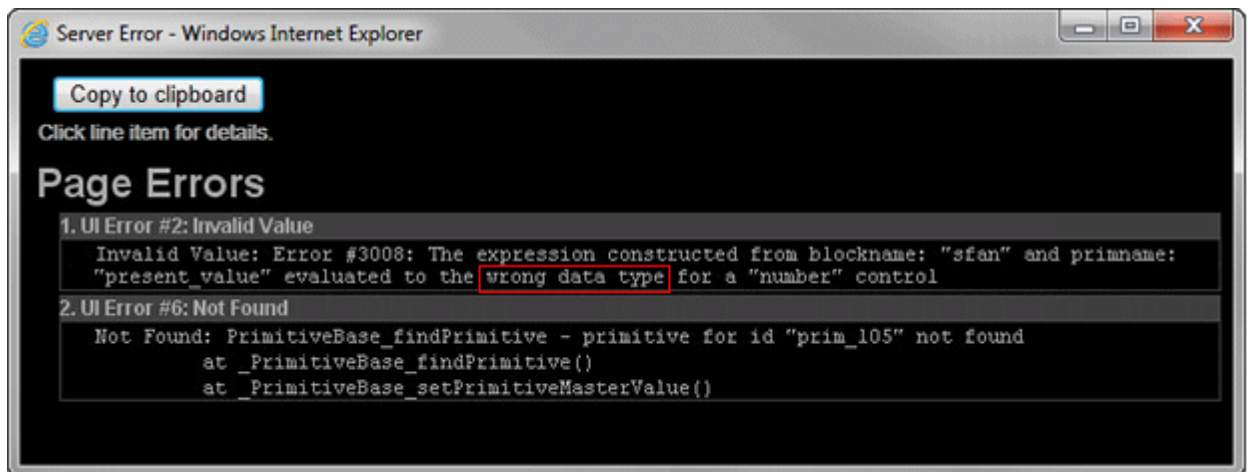 Server Error - Windows Internet Explorer
Copy to clipboard
Click line item for details.
Page Errors
1. UI Error #2: Invalid Value
Invalid Value: Error #3008: The expression constructed from blockname: "sfan" and primname:
"present_value" evaluated to the wrong data type for a "number" control
2. UI Error #6: Not Found
Not Found: PrimitiveBase_findPrimitive - primitive for id "prim_105" not found
at _PrimitiveBase_findPrimitive()
at _PrimitiveBase_setPrimitiveMasterValue()